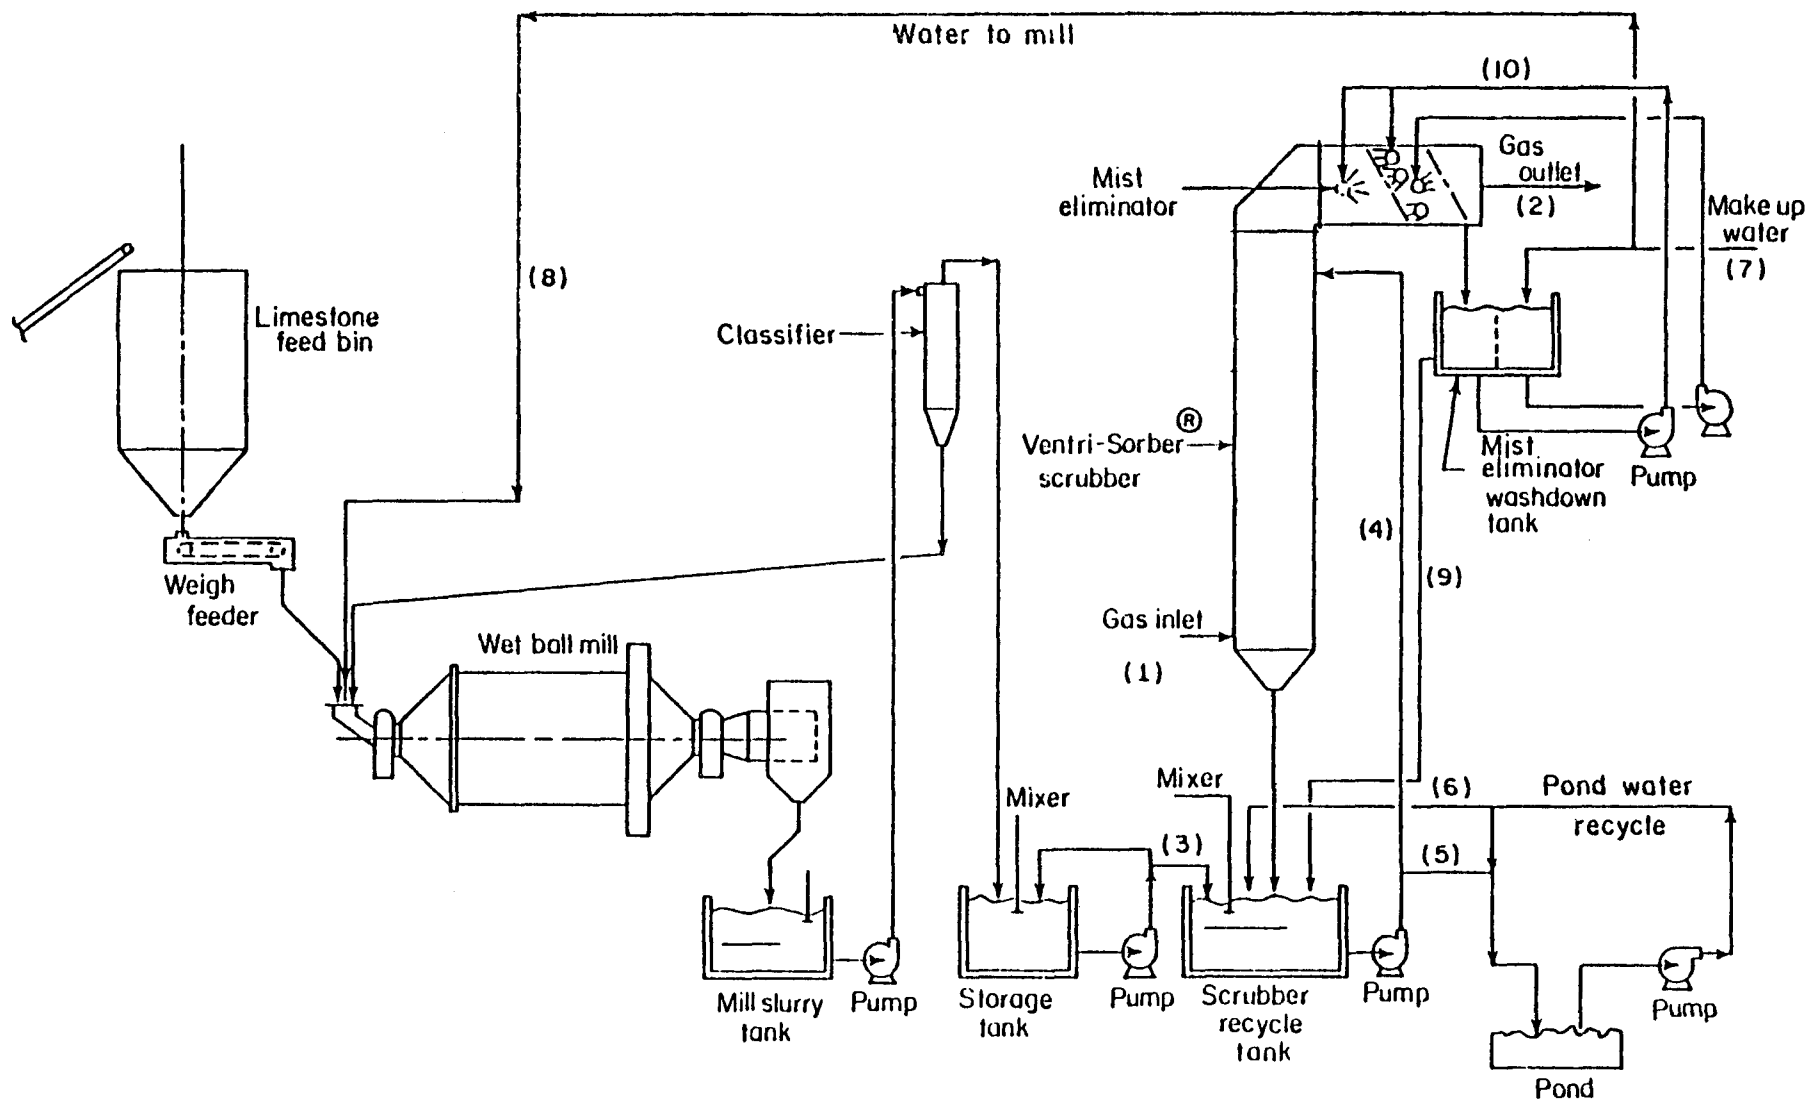 Water to mill
(10)
Gas
outlet
(2)
Mist
eliminator
Make up
water
(7)
(8)
Limestone
feed bin
Classifier
Ventri-Sorber ®
scrubber
Mist
eliminator
washdown
tank
Pump
(4)
(9)
Weigh
feeder
Gas inlet
(1)
Wet ball mill
Mixer
Mixer
(6)
Pond water
recycle
(3)
(5)
Mill slurry
tank
Pump
Storage
tank
Pump
Scrubber
recycle
tank
Pump
Pump
Pond